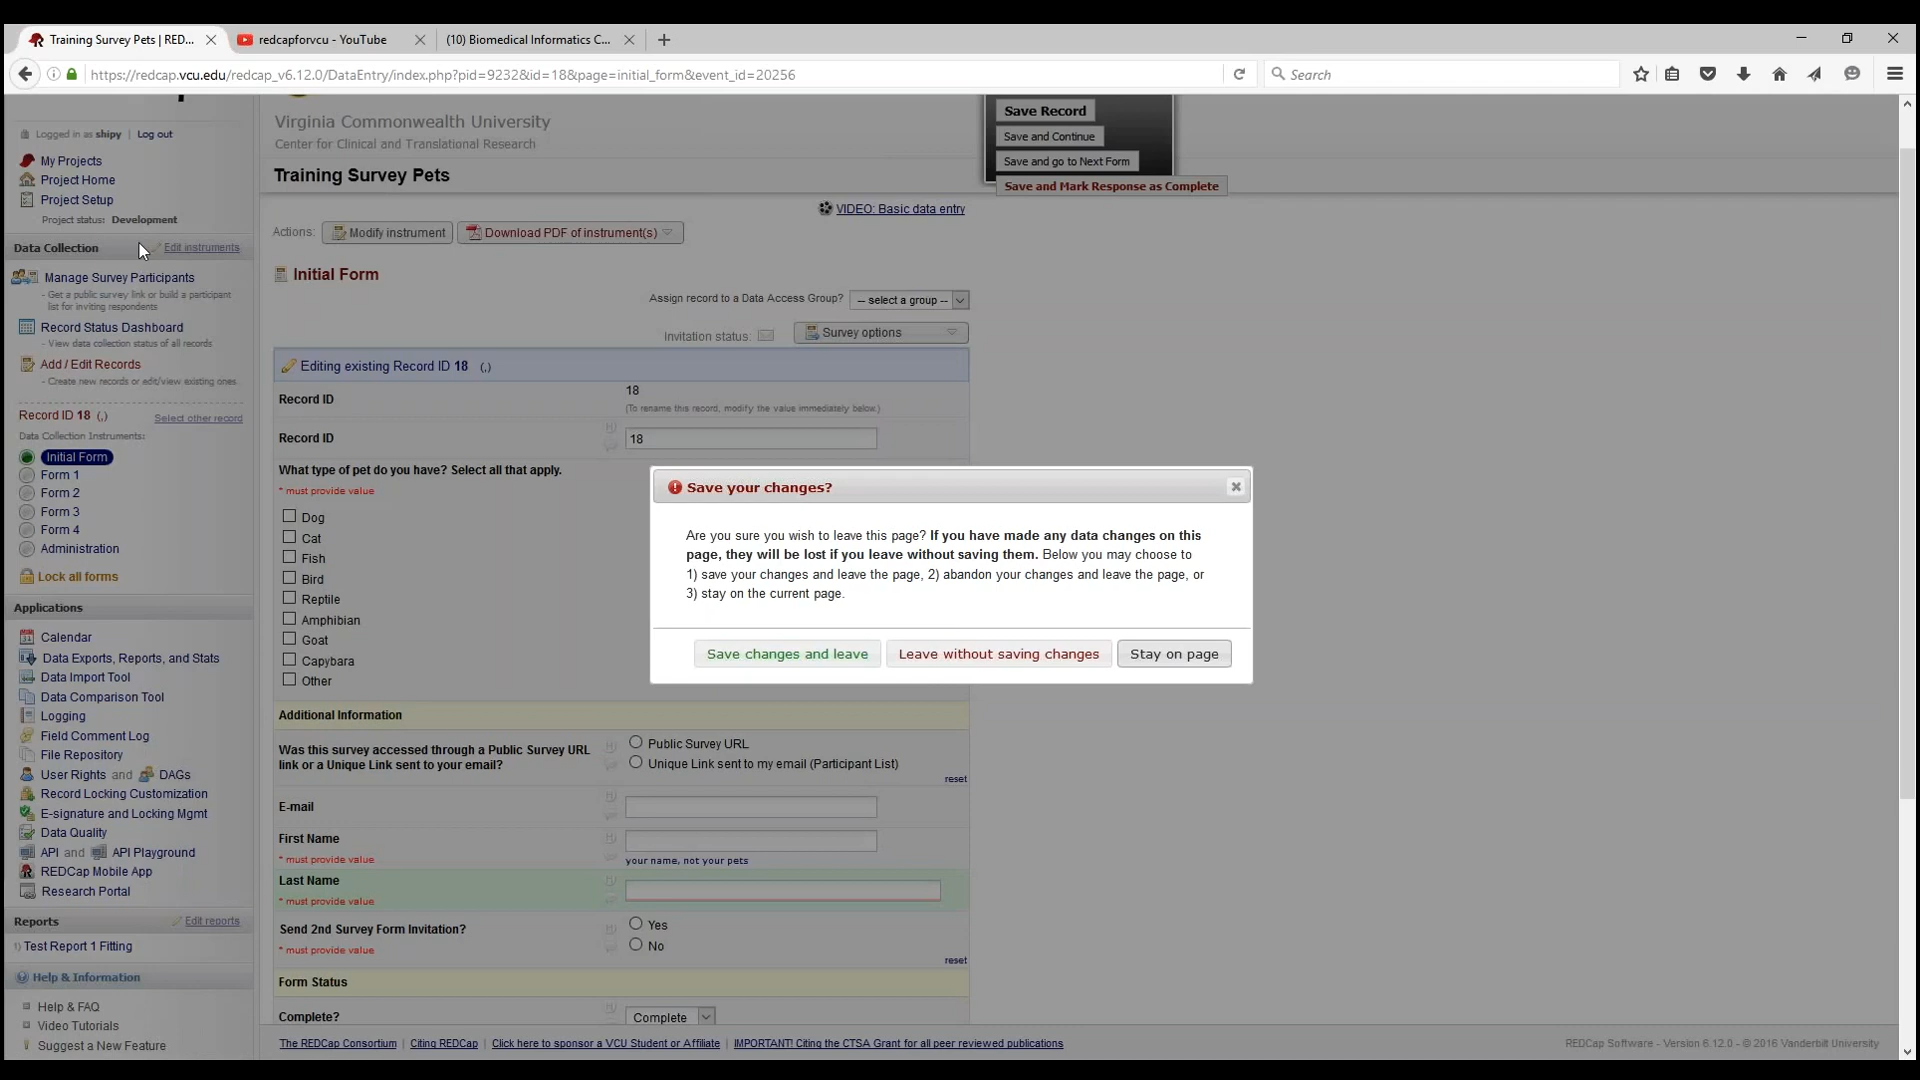 Training Survey Pets | RED...
redcapforvcu - YouTube
(10) Biomedical Informatics C...
https://redcap.vcu.edu/redcap_v6.12.0/DataEntry/index.php?pid=9232&id=18&page=initial_form&event_id=20256
Search
Logged in as shipy | Log out
My Projects
Project Home
Project Setup
Project status: Development
Data Collection
Edit instruments
Manage Survey Participants
- Get a public survey link or build a participant
list for inviting respondents
Record Status Dashboard
- View data collection status of all records
Add / Edit Records
- Create new records or edit/view existing ones
Record ID 18 (,)
Select other record
Data Collection Instruments:
Initial Form
Form 1
Form 2
Form 3
Form 4
Administration
Lock all forms
Applications
Calendar
Data Exports, Reports, and Stats
Data Import Tool
Data Comparison Tool
Logging
Field Comment Log
File Repository
User Rights and DAGs
Record Locking Customization
E-signature and Locking Mgmt
Data Quality
API and API Playground
REDCap Mobile App
Research Portal
Reports
Edit reports
1) Test Report 1 Fitting
Help & Information
Help & FAQ
Video Tutorials
Suggest a New Feature
Virginia Commonwealth University
Center for Clinical and Translational Research
Training Survey Pets
Save Record
Save and Continue
Save and go to Next Form
Save and Mark Response as Complete
VIDEO: Basic data entry
Actions:
Modify instrument
Download PDF of instrument(s)
Initial Form
Assign record to a Data Access Group? -- select a group --
Invitation status:
Survey options
Editing existing Record ID 18 (,)
Record ID
18
(To rename this record, modify the value immediately below.)
Record ID
18
What type of pet do you have? Select all that apply.
* must provide value
Dog
Cat
Fish
Bird
Reptile
Amphibian
Goat
Capybara
Other
Save your changes?
Are you sure you wish to leave this page? If you have made any data changes on this
page, they will be lost if you leave without saving them. Below you may choose to
1) save your changes and leave the page, 2) abandon your changes and leave the page, or
3) stay on the current page.
Save changes and leave
Leave without saving changes
Stay on page
Additional Information
Was this survey accessed through a Public Survey URL
link or a Unique Link sent to your email?
Public Survey URL
Unique Link sent to my email (Participant List)
reset
E-mail
First Name
* must provide value
your name, not your pets
Last Name
* must provide value
Send 2nd Survey Form Invitation?
* must provide value
Yes
No
reset
Form Status
Complete?
Complete
The REDCap Consortium | Citing REDCap | Click here to sponsor a VCU Student or Affiliate | IMPORTANT! Citing the CTSA Grant for all peer reviewed publications
REDCap Software - Version 6.12.0 - © 2016 Vanderbilt University